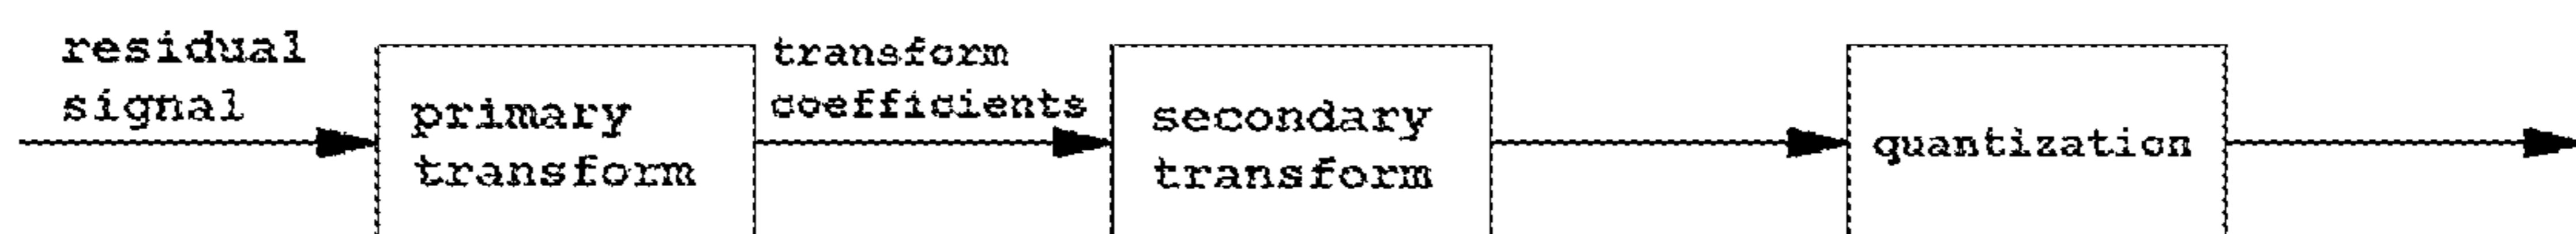 residual
signal
primary
transform
transform
coefficients
secondary
transform
quantization